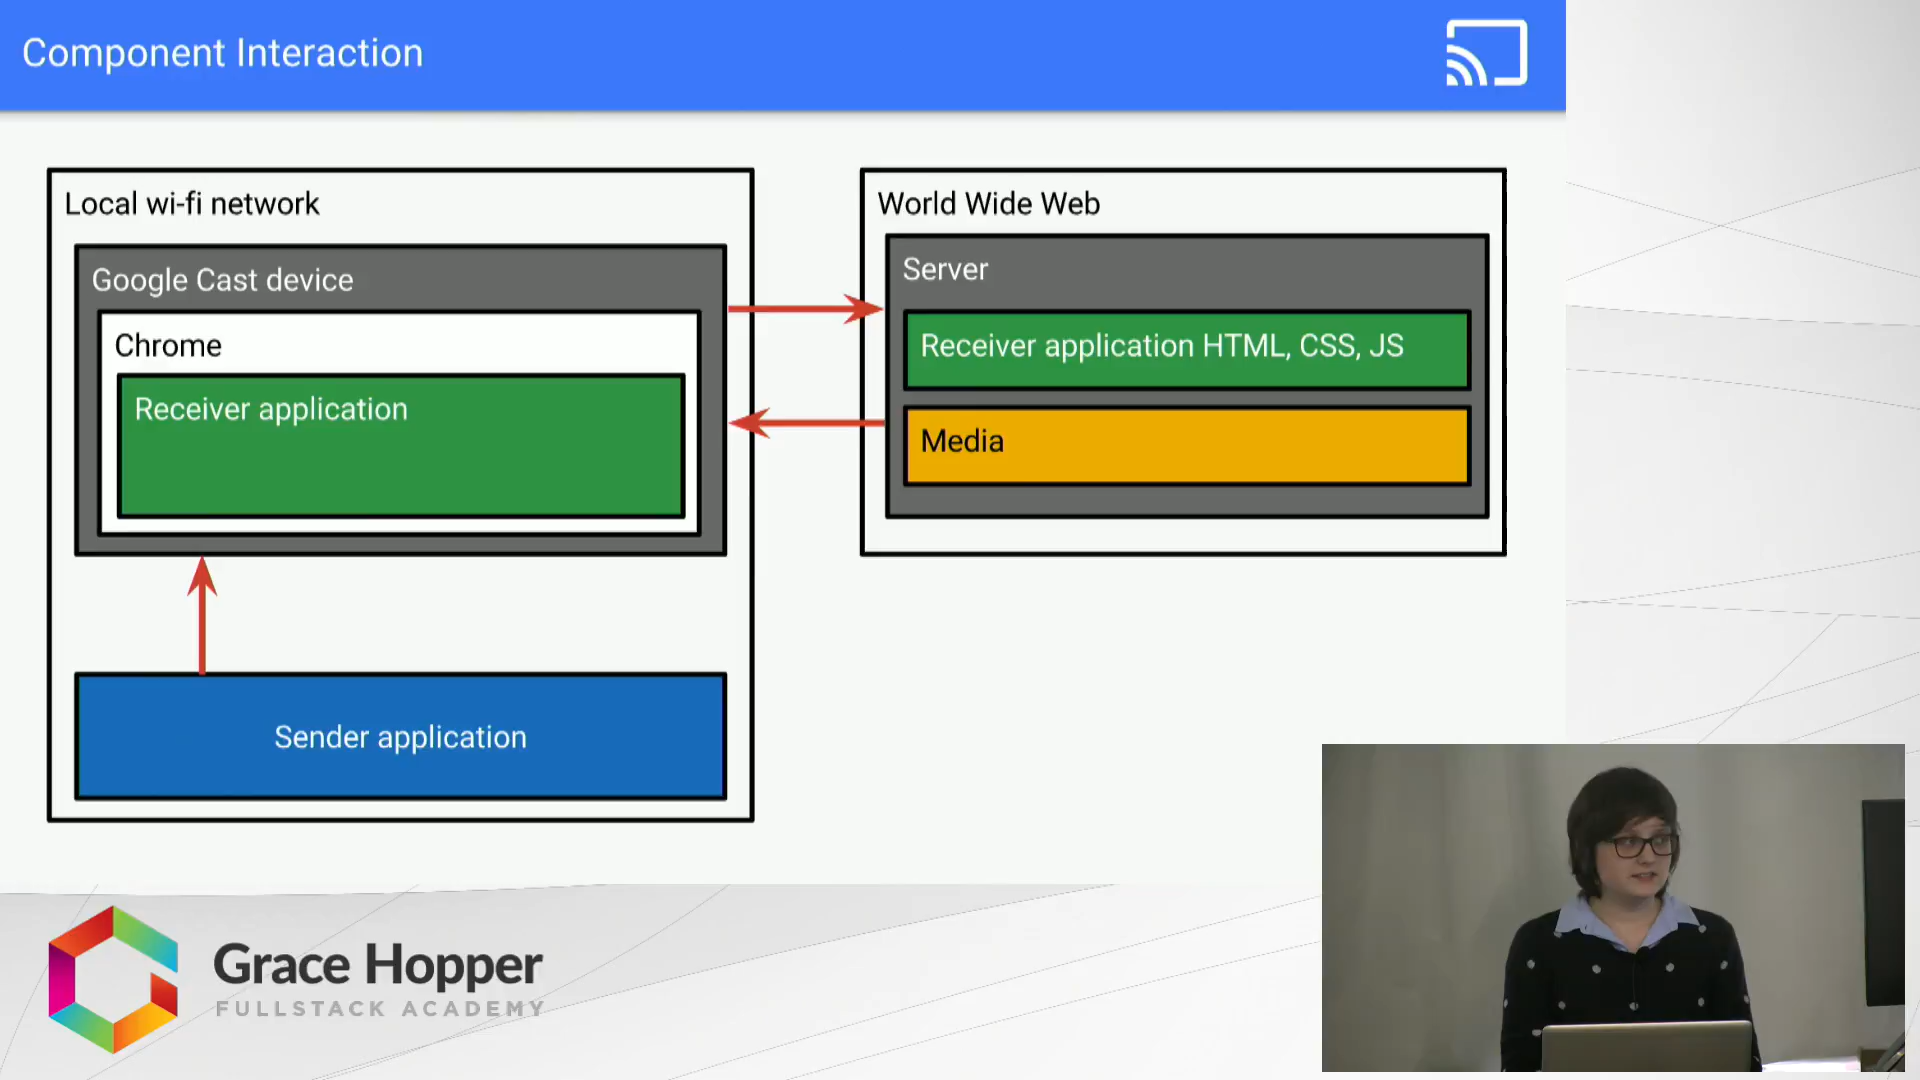 Component Interaction
Local wi-fi network
Google Cast device
Chrome
Receiver application
Sender application
World Wide Web
Server
Receiver application HTML, CSS, JS
Media
Grace Hopper
FULLSTACK ACADEMY